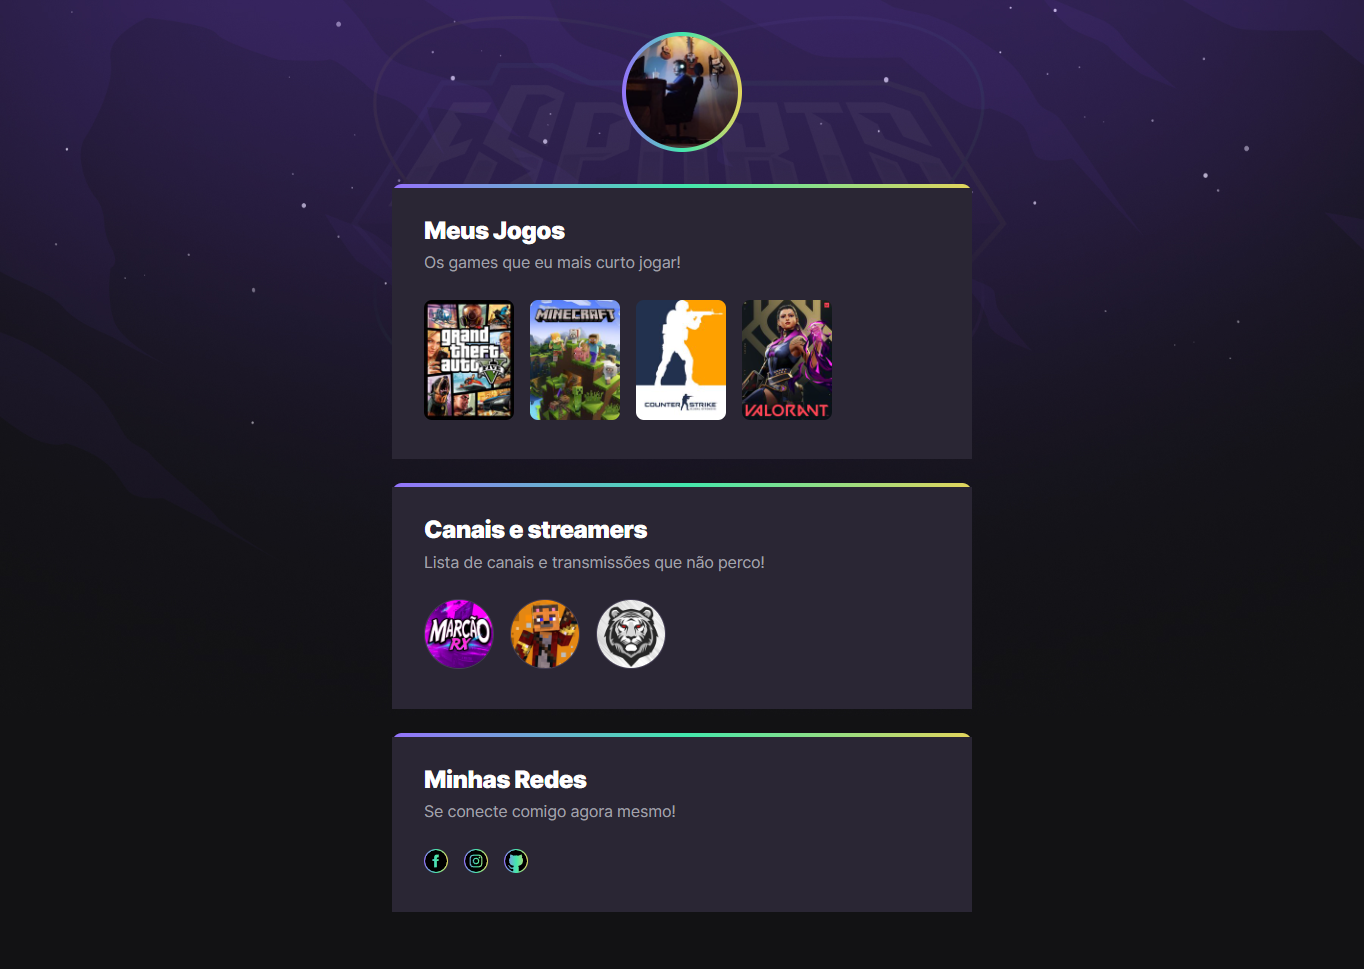 ESPORTS
Meus Jogos
Os games que eu mais curto jogar!
grand
theft
auto
V
FIVE
MINECRAFT
COUNTER STRIKE
VALORANT
Canais e streamers
Lista de canais e transmissões que não perco!
MARCÃO
RX
Minhas Redes
Se conecte comigo agora mesmo!